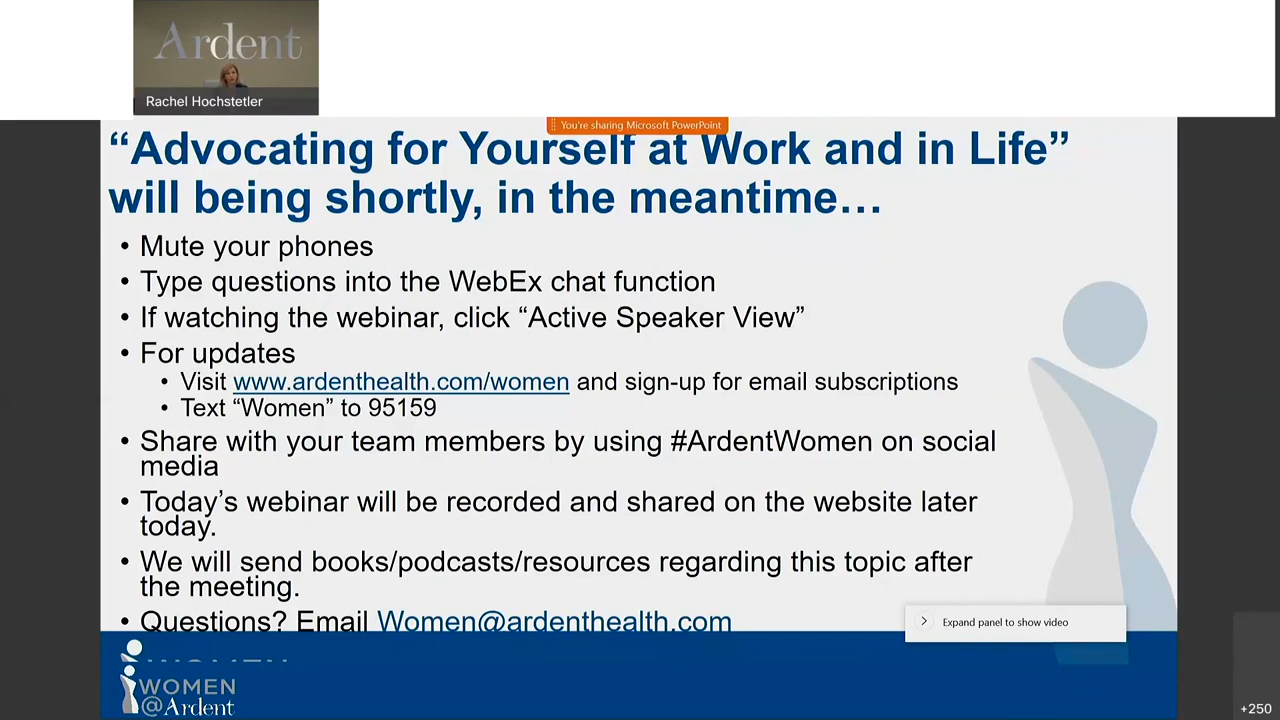 Ardent
Rachel Hochstetler
You're sharing Microsoft PowerPoint
“Advocating for Yourself at Work and in Life”
will being shortly, in the meantime…
• Mute your phones
• Type questions into the WebEx chat function
• If watching the webinar, click “Active Speaker View”
• For updates
• Visit www.ardenthealth.com/women and sign-up for email subscriptions
• Text “Women” to 95159
• Share with your team members by using #ArdentWomen on social
media
• Today’s webinar will be recorded and shared on the website later
today.
• We will send books/podcasts/resources regarding this topic after
the meeting.
• Questions? Email Women@ardenthealth.com
Expand panel to show video
WOMEN
WOMEN
@Ardent
+250